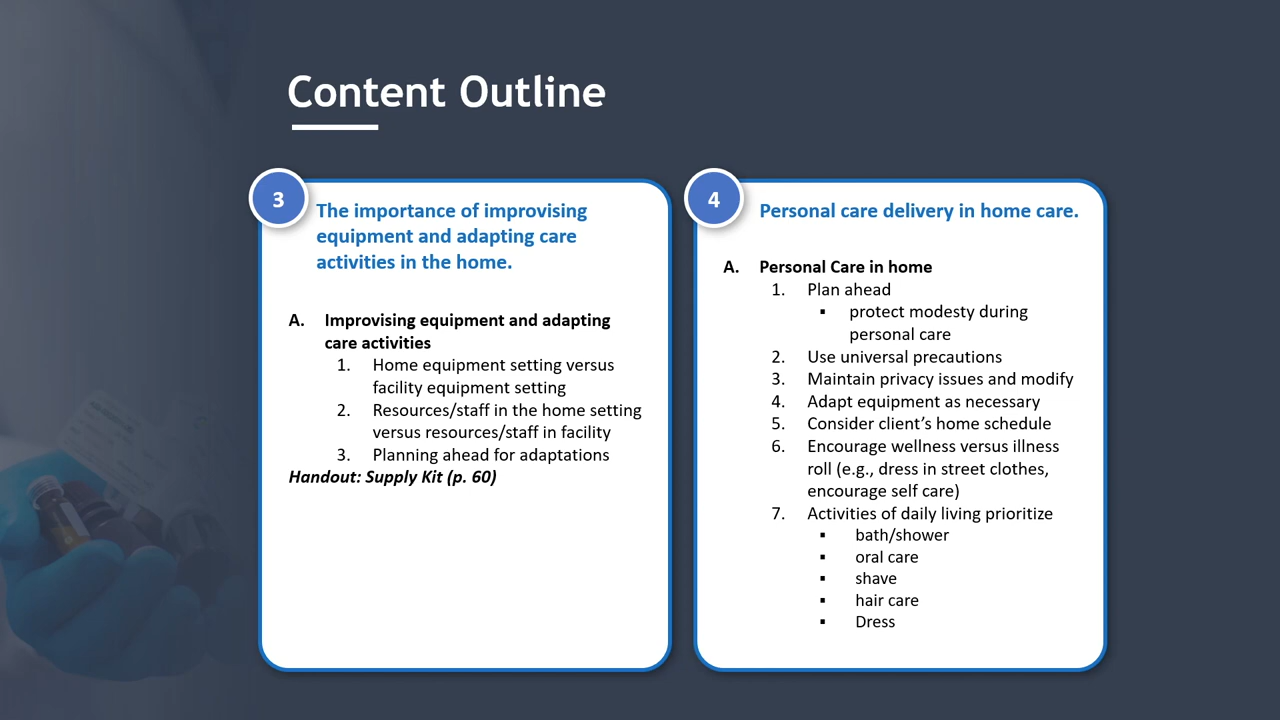 Content Outline
3
The importance of improvising
equipment and adapting care
activities in the home.
A. Improvising equipment and adapting
care activities
1. Home equipment setting versus
facility equipment setting
2. Resources/staff in the home setting
versus resources/staff in facility
3. Planning ahead for adaptations
Handout: Supply Kit (p. 60)
4
Personal care delivery in home care.
A. Personal Care in home
1. Plan ahead
▪ protect modesty during
personal care
2. Use universal precautions
3. Maintain privacy issues and modify
4. Adapt equipment as necessary
5. Consider client’s home schedule
6. Encourage wellness versus illness
roll (e.g., dress in street clothes,
encourage self care)
7. Activities of daily living prioritize
▪ bath/shower
▪ oral care
▪ shave
▪ hair care
▪ Dress